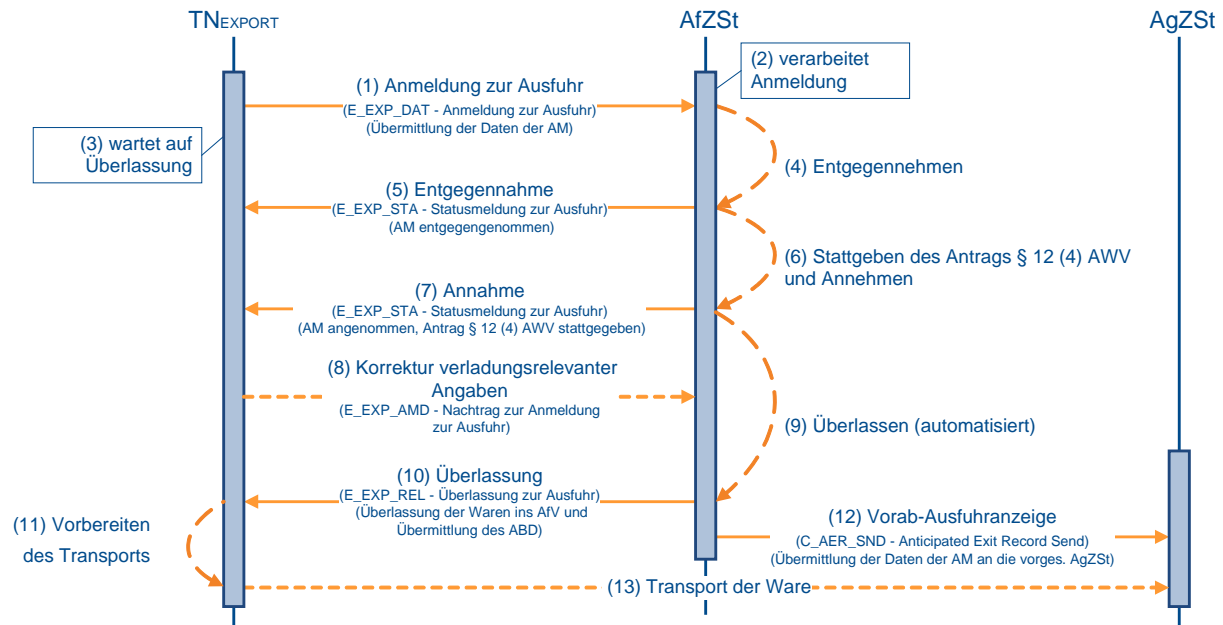 TNEXPORT
AfZSt
AgZSt
(2) verarbeitet
Anmeldung
(1) Anmeldung zur Ausfuhr
(E_EXP_DAT - Anmeldung zur Ausfuhr)
(Übermittlung der Daten der AM)
(3) wartet auf
Überlassung
(4) Entgegennehmen
(5) Entgegennahme
(E_EXP_STA - Statusmeldung zur Ausfuhr)
(AM entgegengenommen)
(6) Stattgeben des Antrags § 12 (4) AWV
und Annehmen
(7) Annahme
(E_EXP_STA - Statusmeldung zur Ausfuhr)
(AM angenommen, Antrag § 12 (4) AWV stattgegeben)
(8) Korrektur verladungsrelevanter
Angaben
(E_EXP_AMD - Nachtrag zur Anmeldung
zur Ausfuhr)
(9) Überlassen (automatisiert)
(10) Überlassung
(E_EXP_REL - Überlassung zur Ausfuhr)
(Überlassung der Waren ins AfV und
Übermittlung des ABD)
(11) Vorbereiten
des Transports
(12) Vorab-Ausfuhranzeige
(C_AER_SND - Anticipated Exit Record Send)
(Übermittlung der Daten der AM an die vorges. AgZSt)
(13) Transport der Ware